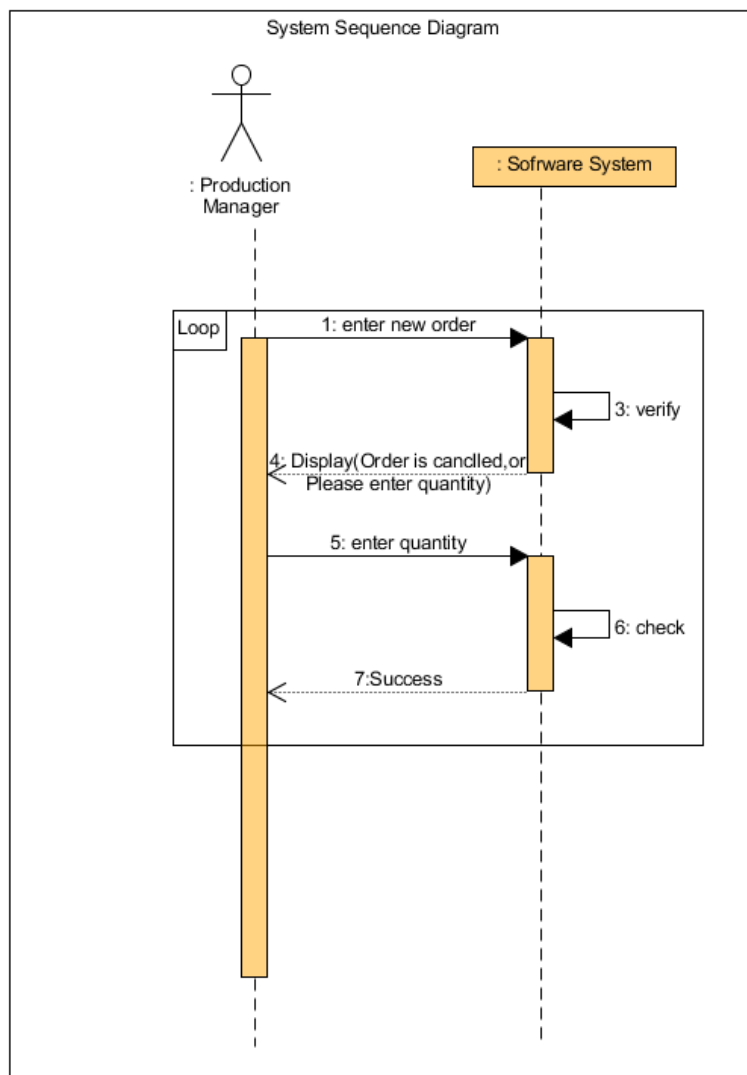 System Sequence Diagram
: Production
Manager
: Sofrware System
Loop
1: enter new order
3: verify
4: Display(Order is canclled,or
Please enter quantity)
5: enter quantity
6: check
7:Success